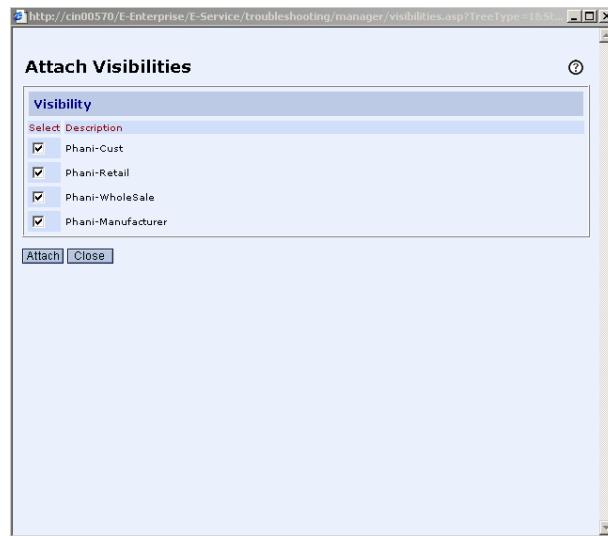 http://cin00570/E-Enterprise/E-Service/troubleshooting/manager/visibilities.asp?TreeType=1&St...
Attach Visibilities
Visibility
Select Description
Phani-Cust
Phani-Retail
Phani-WholeSale
Phani-Manufacturer
Attach Close